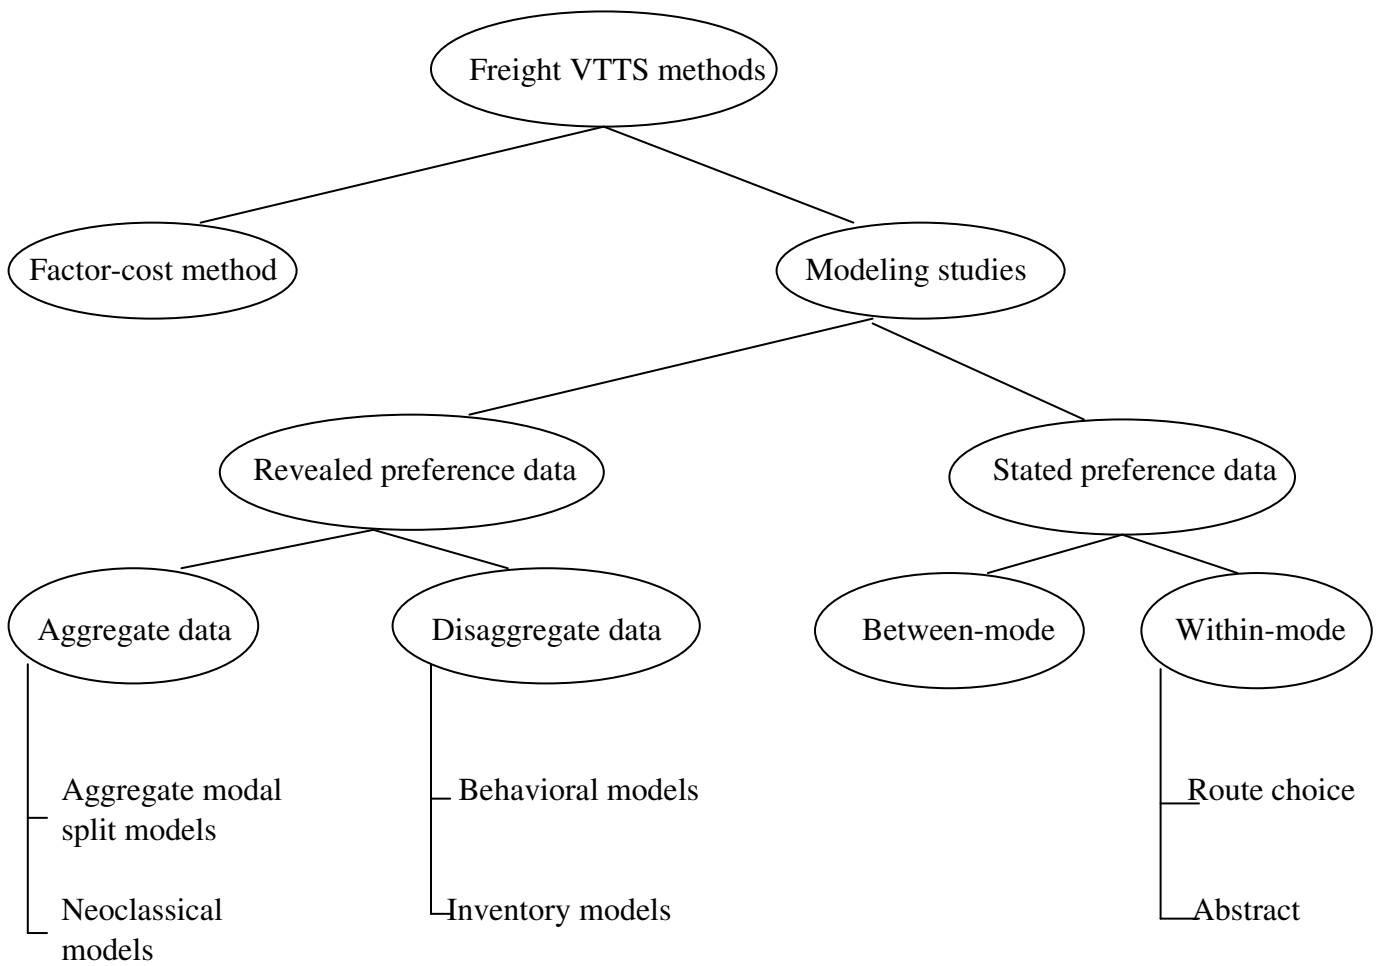 Freight VTTS methods
Factor-cost method
Modeling studies
Revealed preference data
Stated preference data
Aggregate data
Disaggregate data
Between-mode
Within-mode
Aggregate modal
split models
Behavioral models
Route choice
Neoclassical
models
Inventory models
Abstract